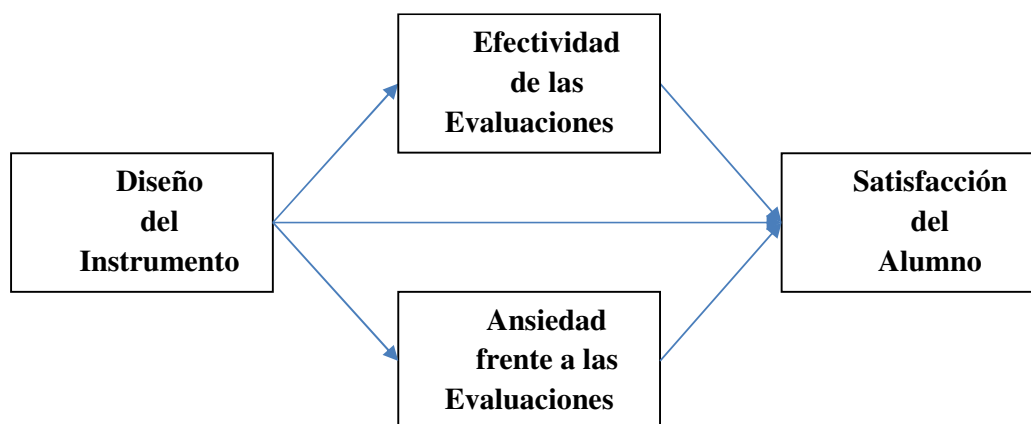 Efectividad
de las
Evaluaciones
Diseño
del
Instrumento
Satisfacción
del
Alumno
Ansiedad
frente a las
Evaluaciones